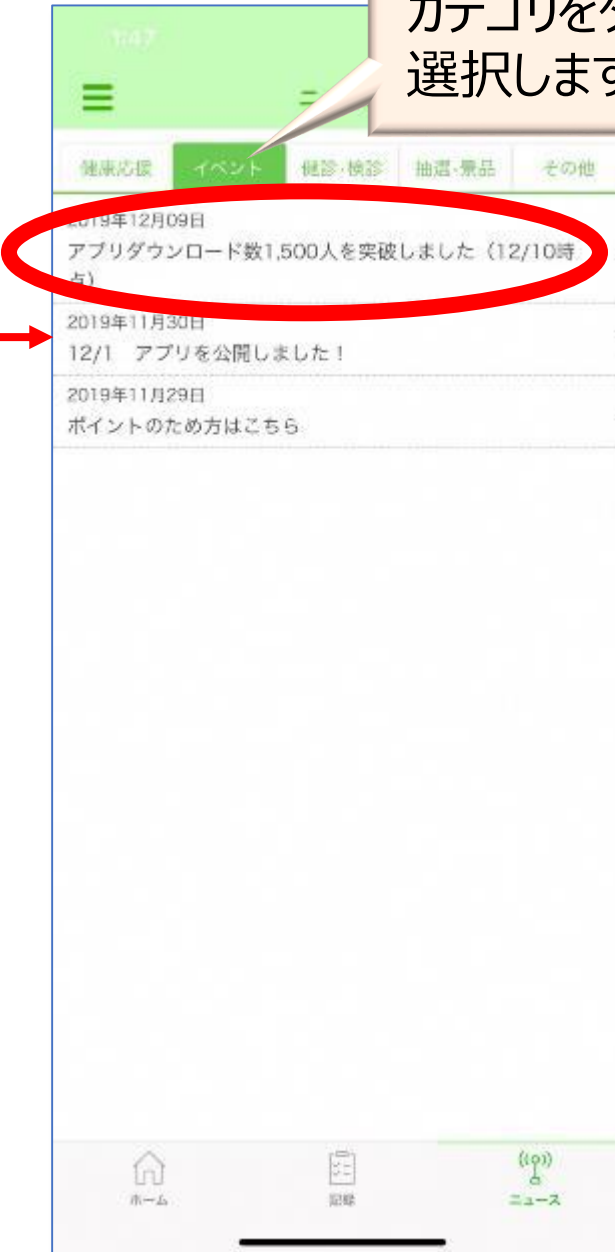 カテゴリをタ
選択します
1:47
ニ
健康応援 イベント 健診・検診 抽選・景品 その他
2019年12月09日
アプリダウンロード数1,500人を突破しました（12/10時
点）
2019年11月30日
12/1　アプリを公開しました！
2019年11月29日
ポイントのため方はこちら
ホーム 記録 ニュース